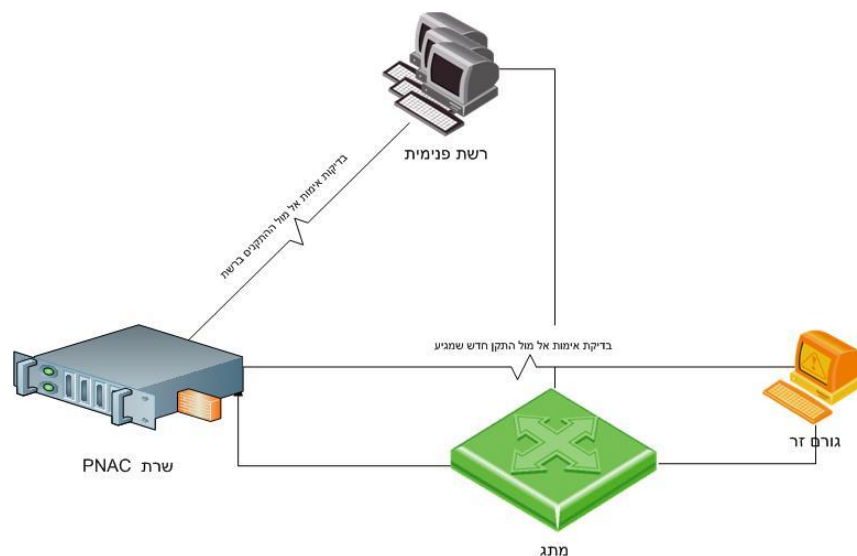 רשת פנימית
בדיקות אימות אל מול ההתקנים ברשת
בדיקת אימות אל מול התקן חדש שמגיע
גורם זר
שרת PNAC
מתג